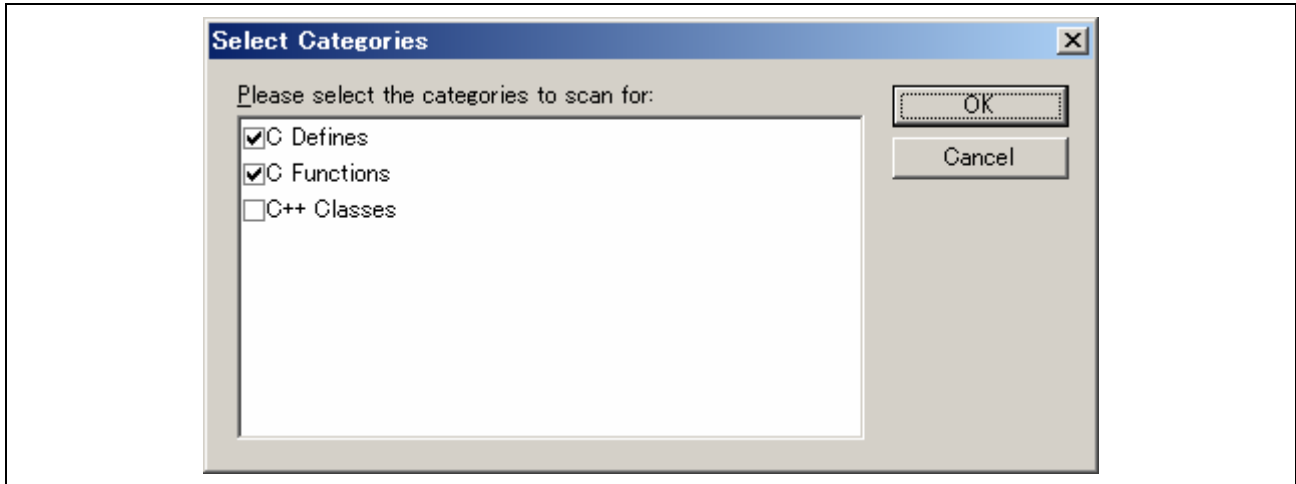 Select Categories
Please select the categories to scan for:
OK
C Defines
Cancel
C Functions
C++ Classes